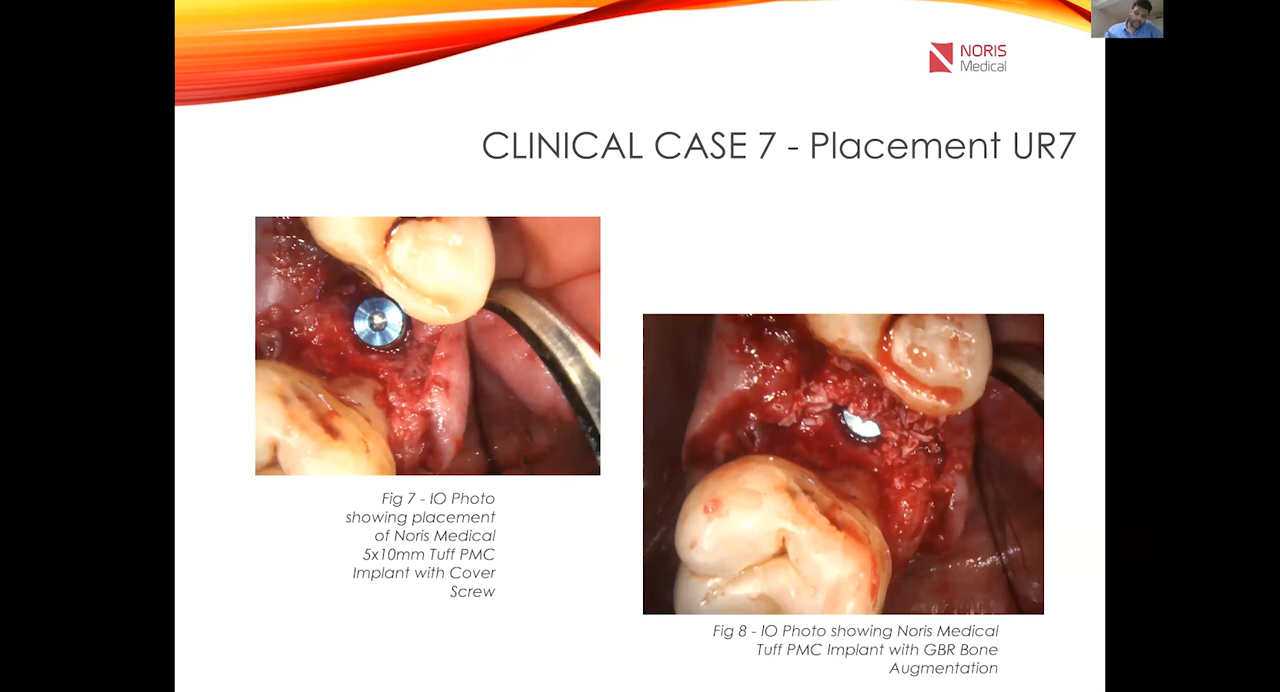 NORIS
Medical
CLINICAL CASE 7 - Placement UR7
Fig 7 - IO Photo
showing placement
of Noris Medical
5x10mm Tuff PMC
Implant with Cover
Screw
Fig 8 - IO Photo showing Noris Medical
Tuff PMC Implant with GBR Bone
Augmentation